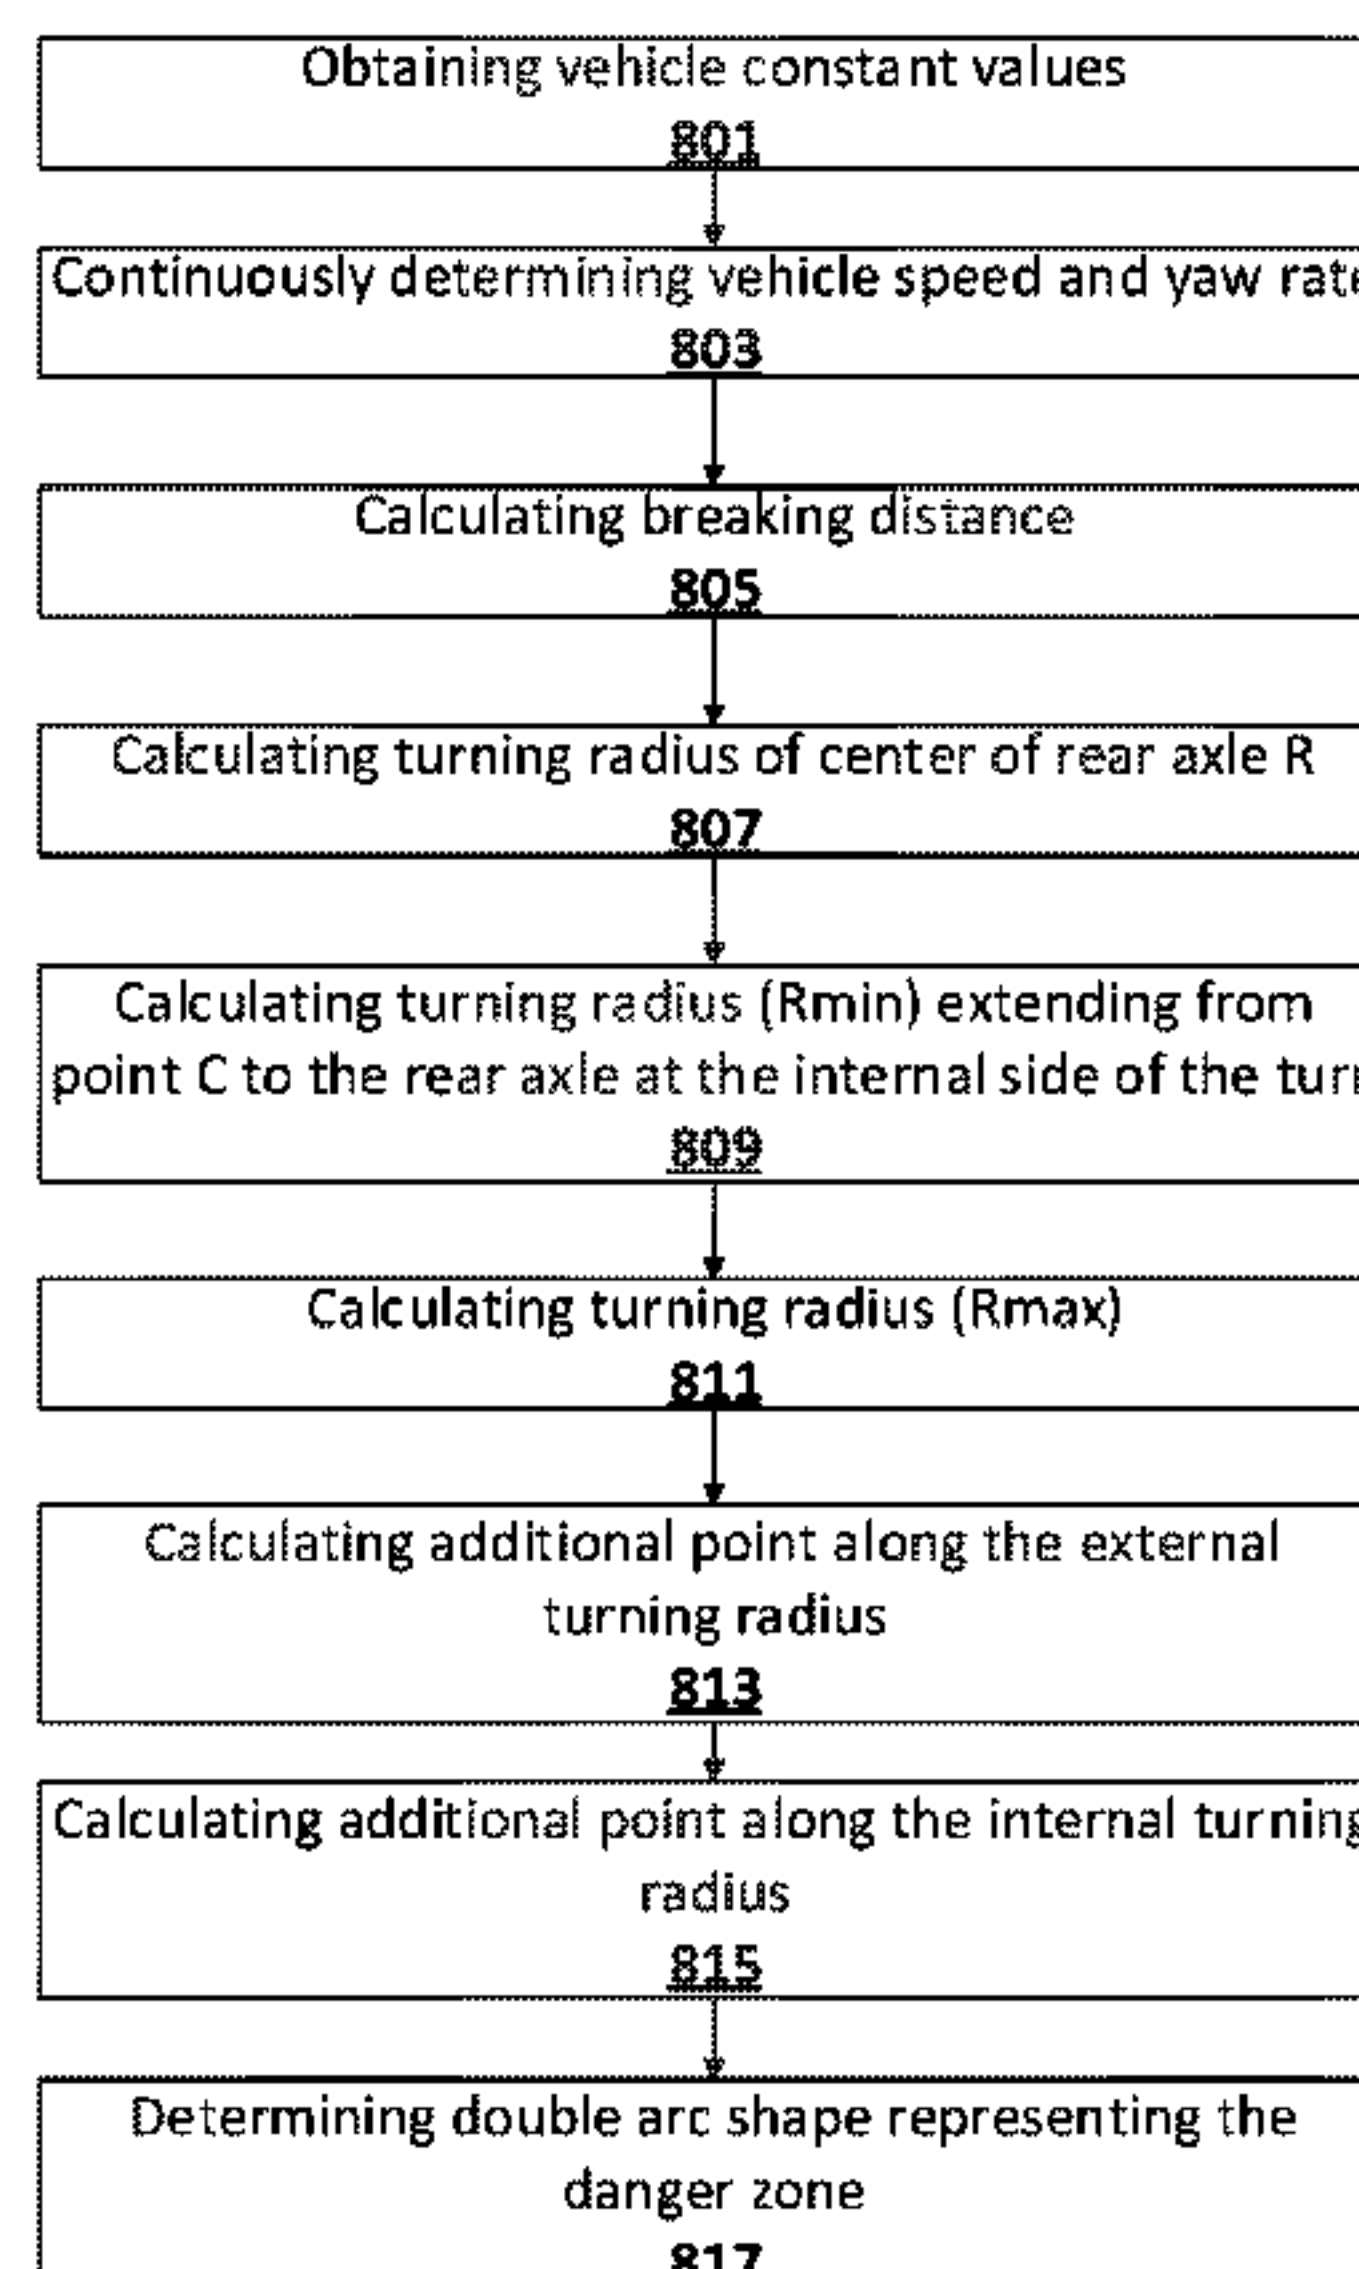 Obtaining vehicle constant values
801
Continuously determining vehicle speed and yaw rate
803
Calculating breaking distance
805
Calculating turning radius of center of rear axle R
807
Calculating turning radius (Rmin) extending from
point C to the rear axle at the internal side of the turn
809
Calculating turning radius (Rmax)
811
Calculating additional point along the external
turning radius
813
Calculating additional point along the internal turning
radius
815
Determining double arc shape representing the
danger zone
817